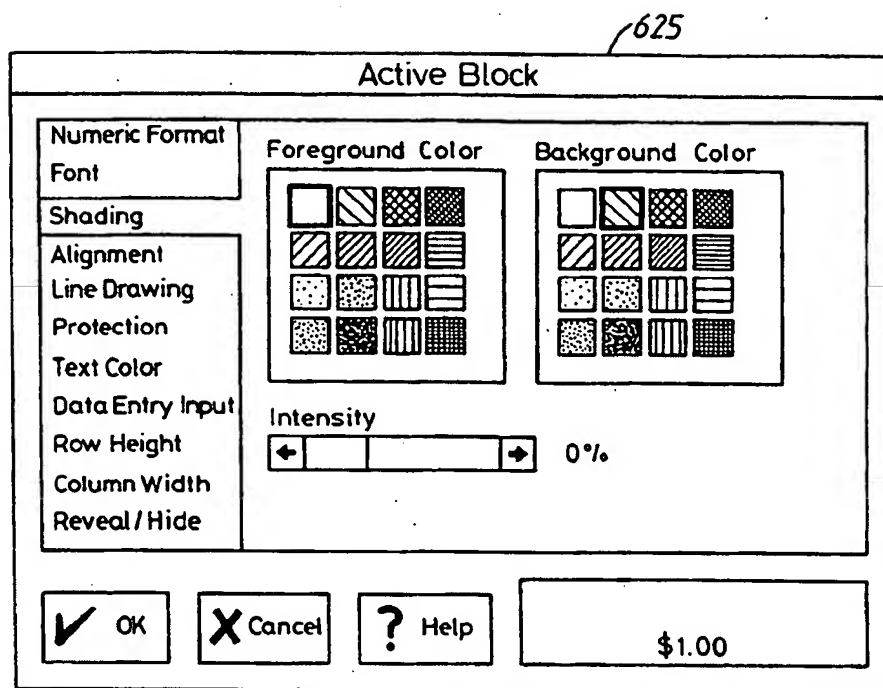 625
Active Block
Numeric Format
Font
Shading
Alignment
Line Drawing
Protection
Text Color
Data Entry Input
Row Height
Column Width
Reveal/Hide
Foreground Color
Background Color
Intensity
0%
OK
Cancel
? Help
$1.00